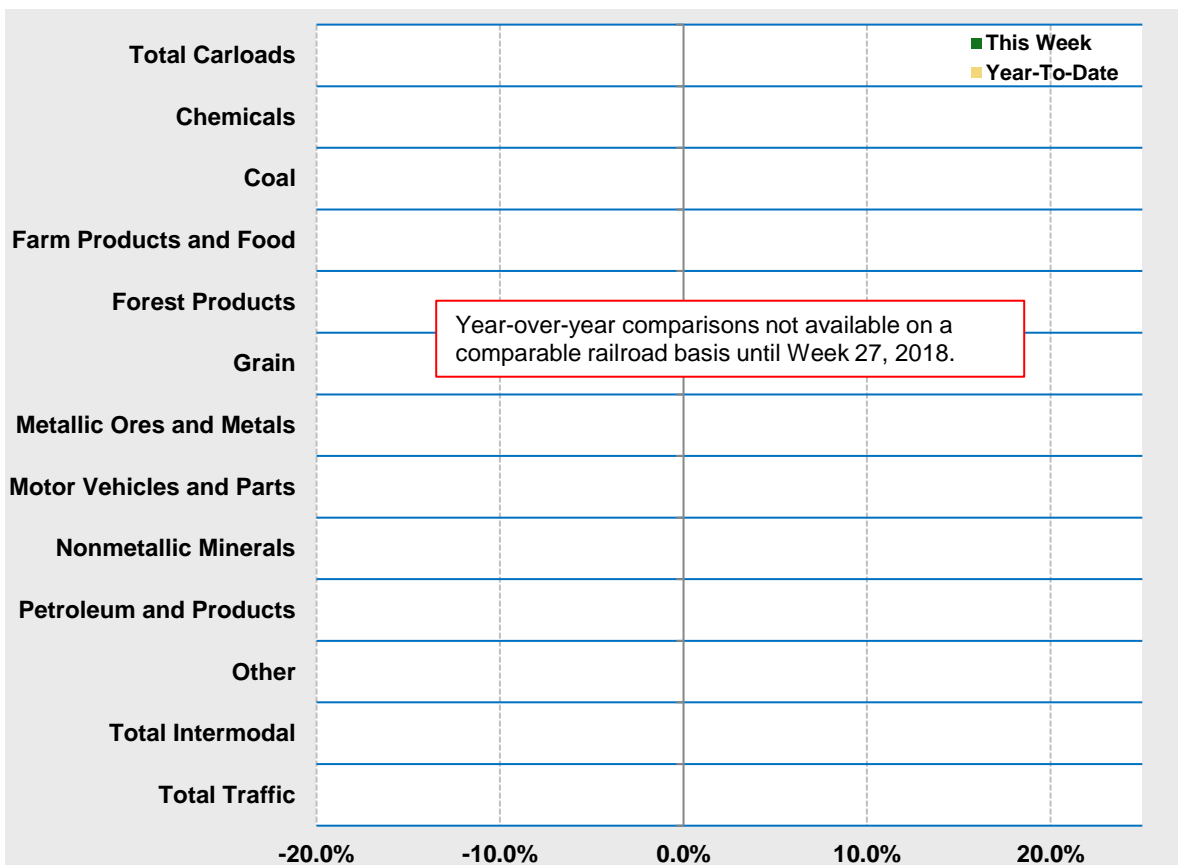 Total Carloads
This Week
Year-To-Date
Chemicals
Coal
Farm Products and Food
Forest Products
Year-over-year comparisons not available on a
comparable railroad basis until Week 27, 2018.
Grain
Metallic Ores and Metals
Motor Vehicles and Parts
Nonmetallic Minerals
Petroleum and Products
Other
Total Intermodal
Total Traffic
-20.0% -10.0% 0.0% 10.0% 20.0%